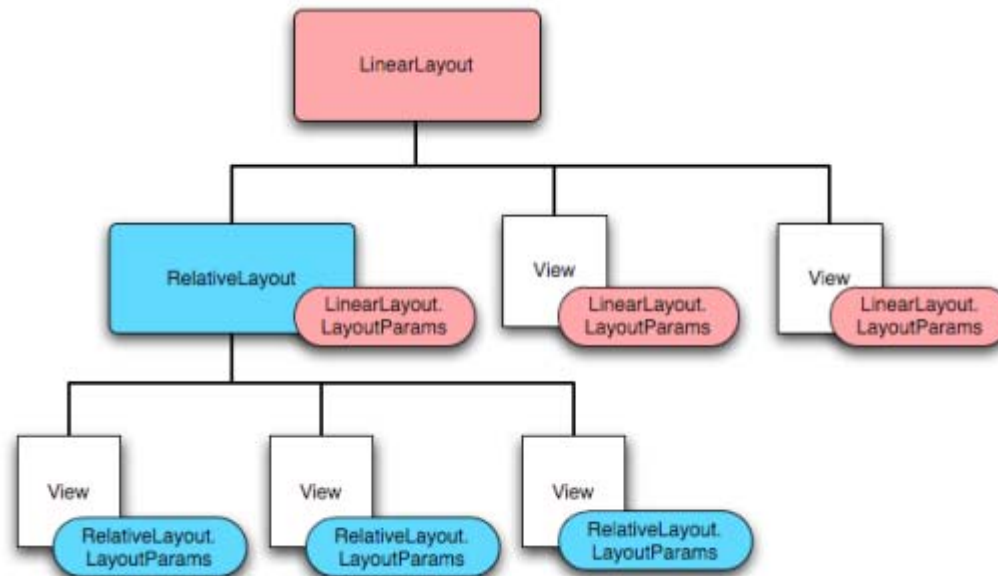 LinearLayout
RelativeLayout
LinearLayout.
LayoutParams
View
LinearLayout.
LayoutParams
View
LinearLayout.
LayoutParams
View
RelativeLayout.
LayoutParams
View
RelativeLayout.
LayoutParams
View
RelativeLayout.
LayoutParams